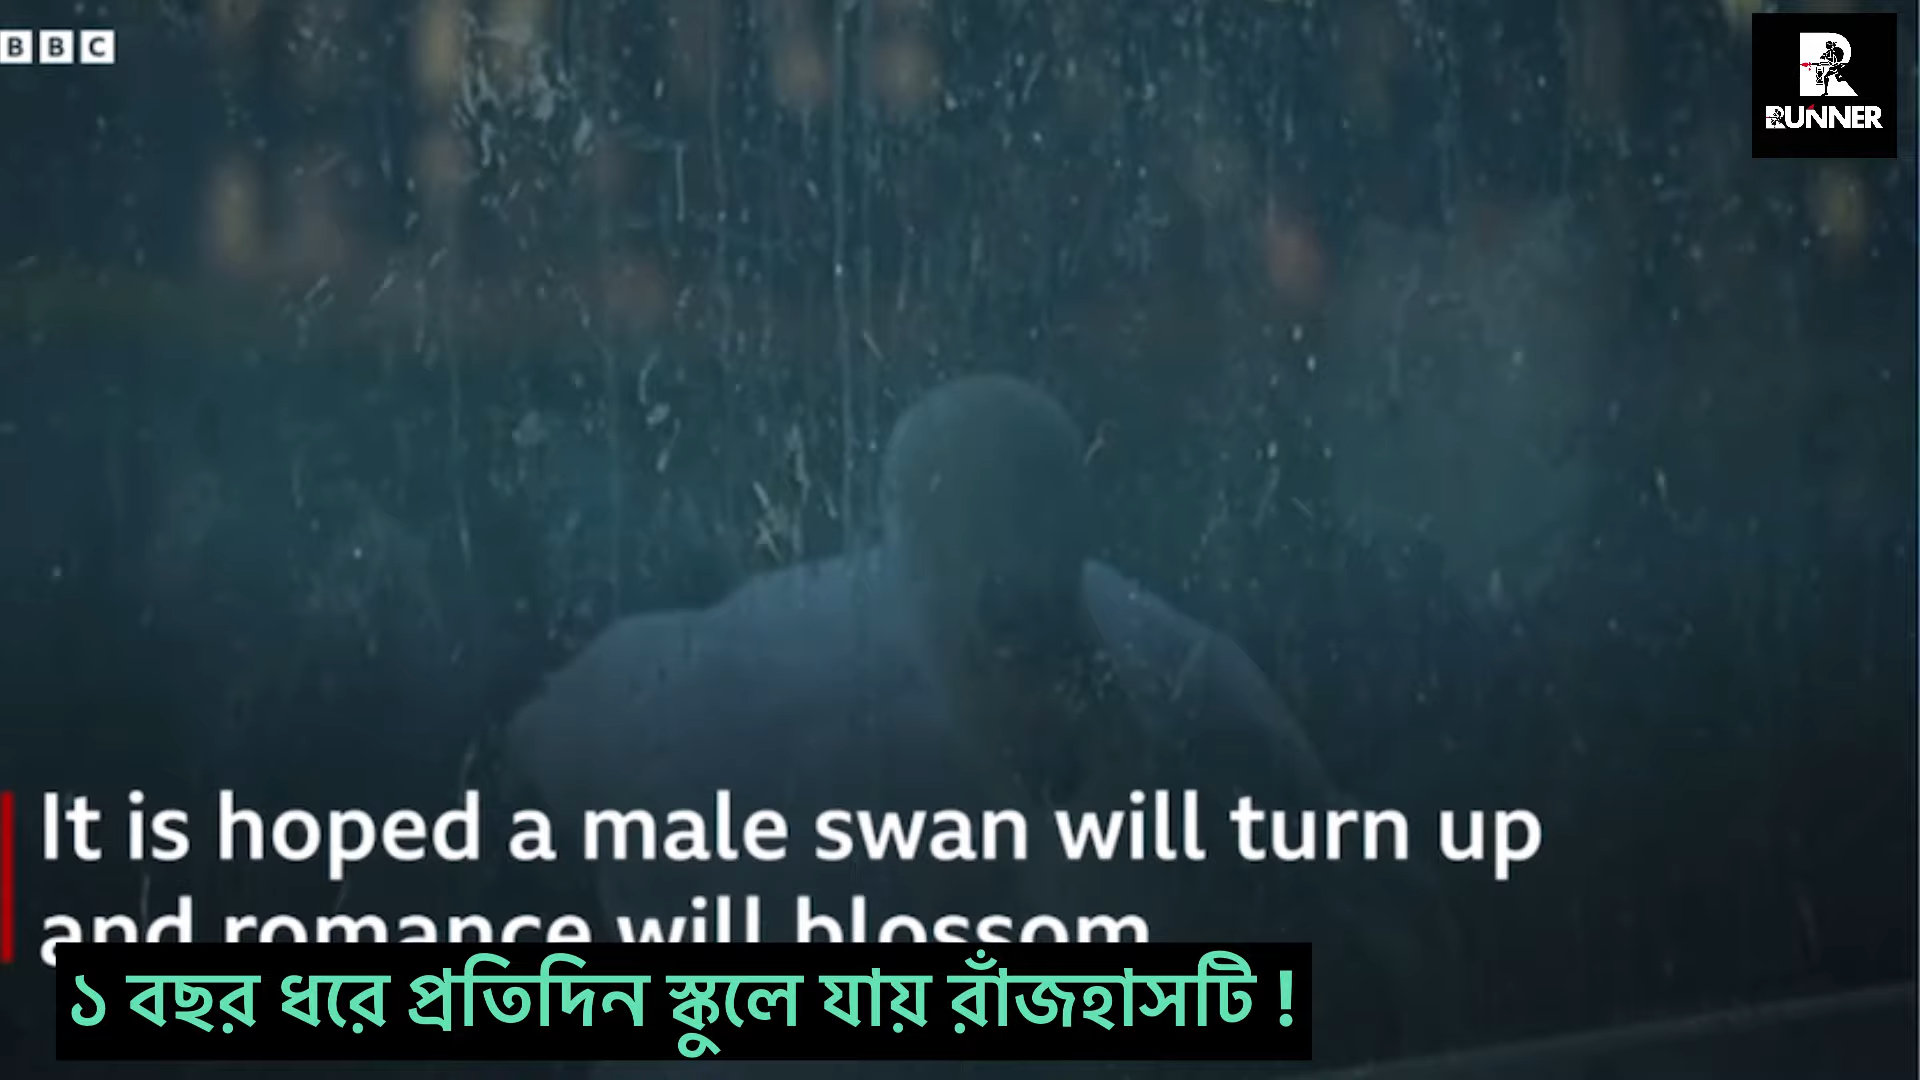 BBC
RUNNER
It is hoped a male swan will turn up
and romance will blossom
১ বছর ধরে প্রতিদিন স্কুলে যায় রাঁজহাসটি !